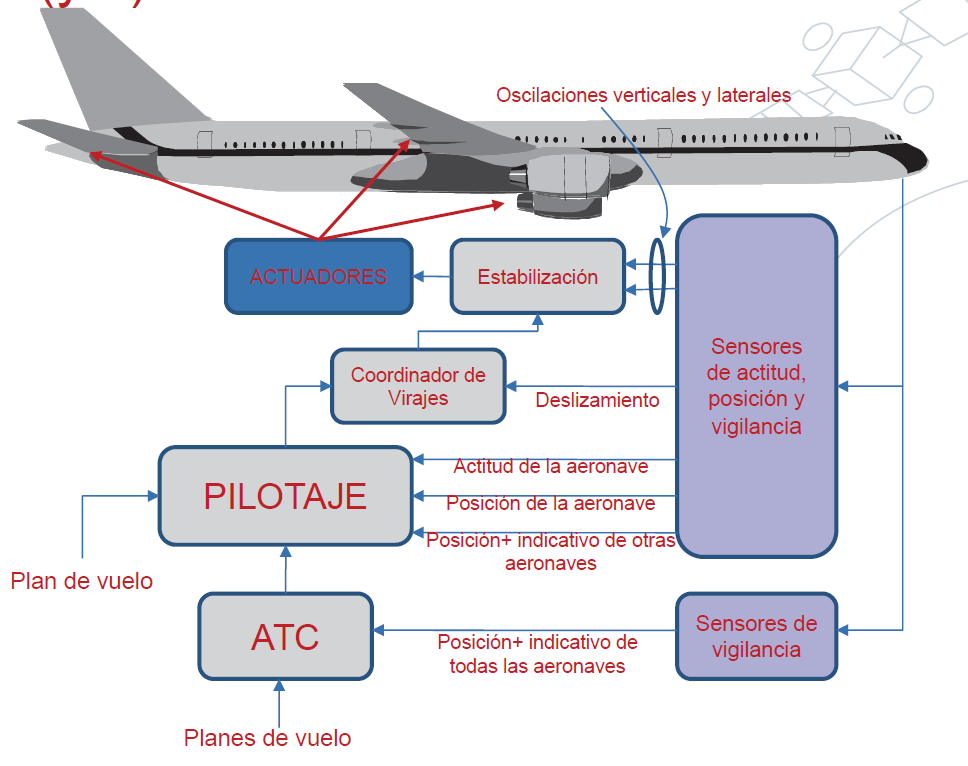 Oscilaciones verticales y laterales
ACTUADORES
Estabilización
Sensores
de actitud,
posición y
vigilancia
Coordinador de
Virajes
Deslizamiento
PILOTAJE
Actitud de la aeronave
Posición de la aeronave
Posición+ indicativo de otras
aeronaves
Plan de vuelo
ATC
Posición+ indicativo de
todas las aeronaves
Sensores de
vigilancia
Planes de vuelo